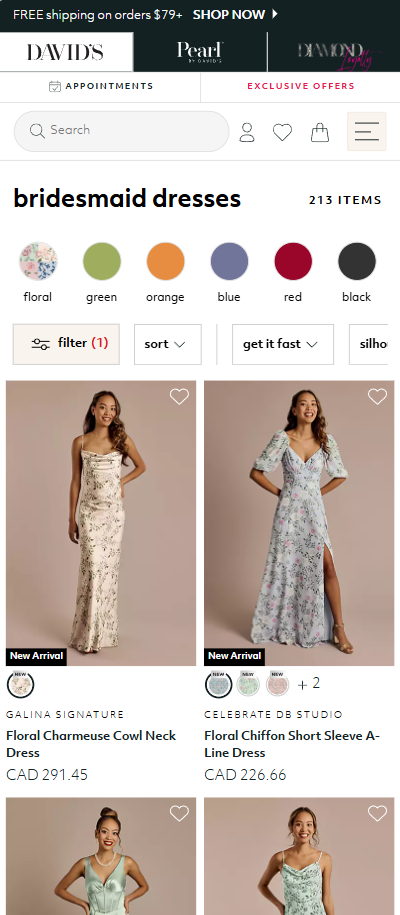 FREE shipping on orders $79+ SHOP NOW
DAVID'S
Pearl
BY DAVID'S
DIAMOND
Loyalty
APPOINTMENTS
EXCLUSIVE OFFERS
Search
bridesmaid dresses
213 ITEMS
floral
green
orange
blue
red
black
filter (1)
sort
get it fast
silhou
New Arrival
New Arrival
NEW
NEW
NEW
NEW
+ 2
GALINA SIGNATURE
Floral Charmeuse Cowl Neck
Dress
CAD 291.45
CELEBRATE DB STUDIO
Floral Chiffon Short Sleeve A-
Line Dress
CAD 226.66